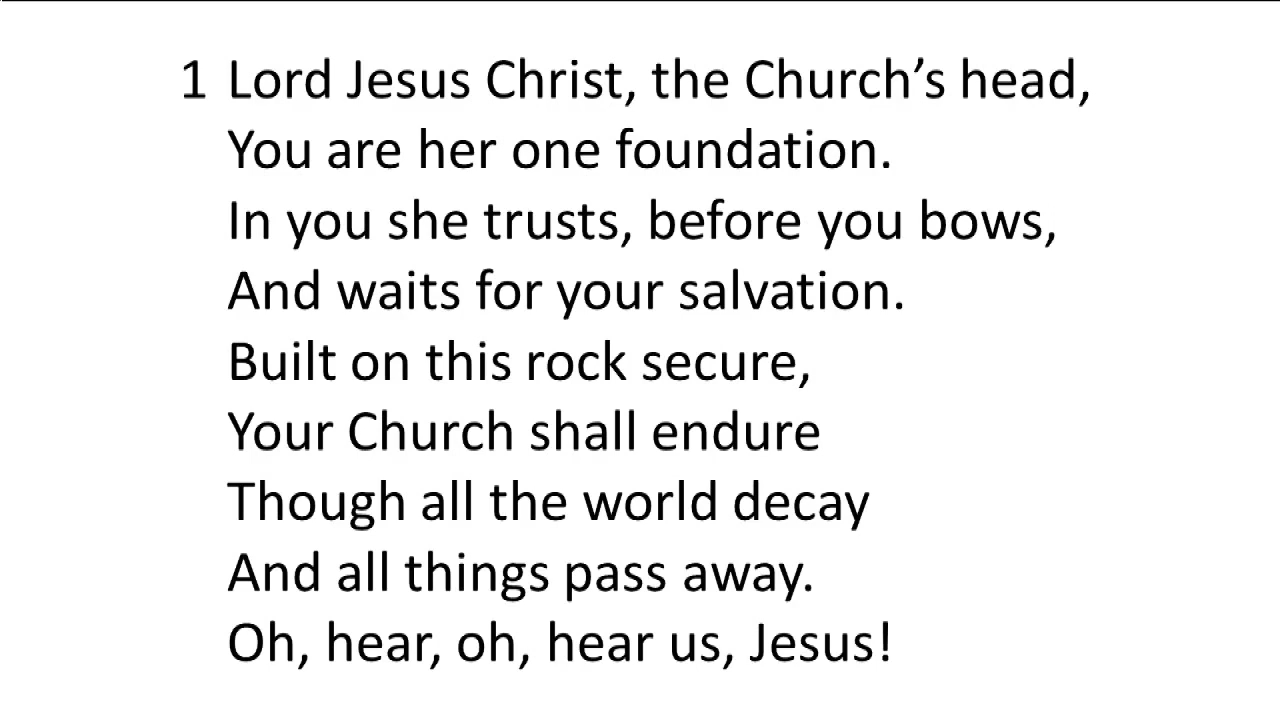 1 Lord Jesus Christ, the Church’s head,
You are her one foundation.
In you she trusts, before you bows,
And waits for your salvation.
Built on this rock secure,
Your Church shall endure
Though all the world decay
And all things pass away.
Oh, hear, oh, hear us, Jesus!